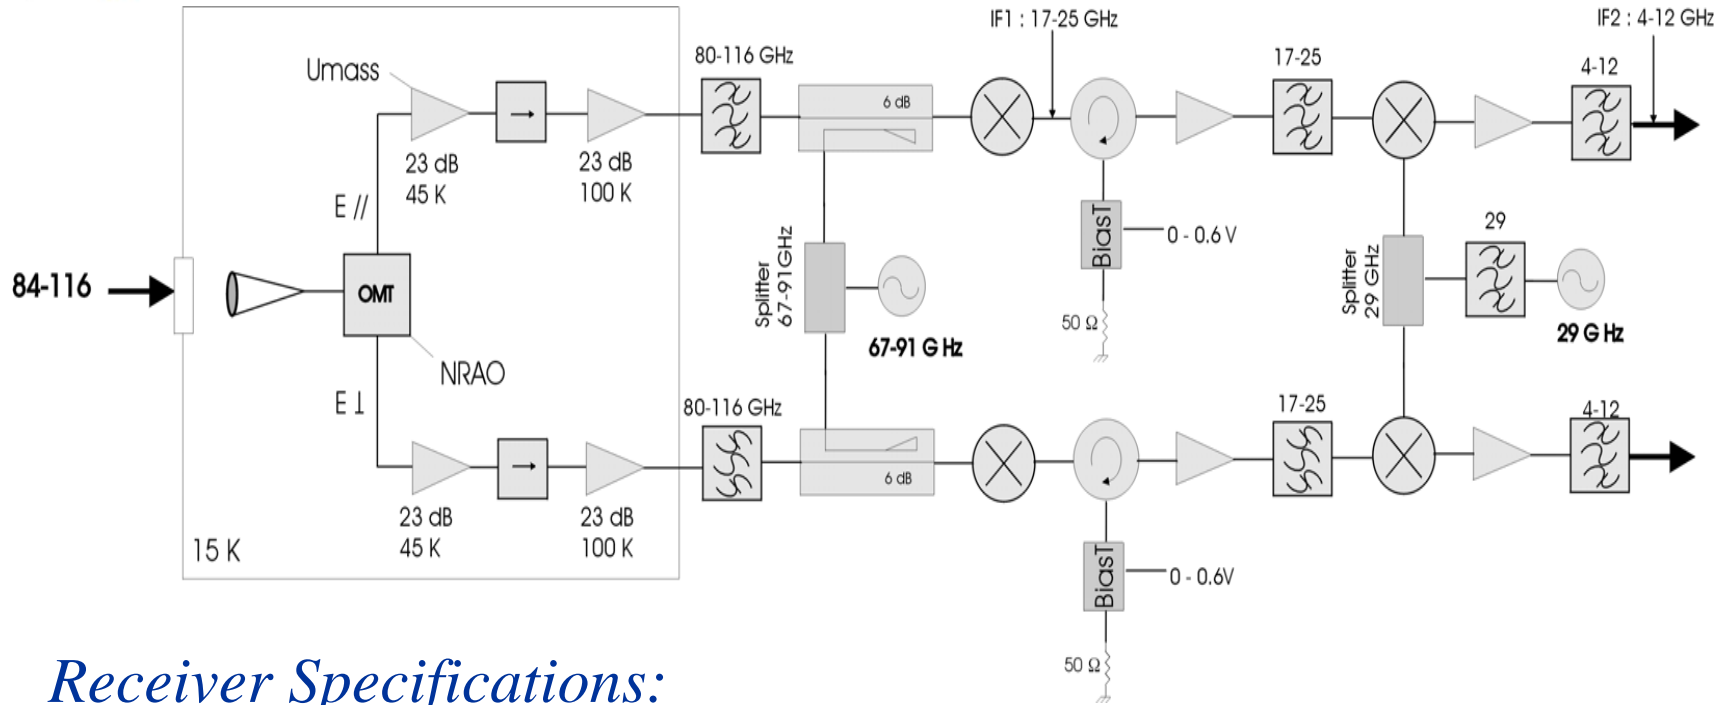 IF1 : 17-25 GHz
IF2 : 4-12 GHz
80-116 GHz
17-25
4-12
Umass
6 dB
23 dB
45 K
23 dB
100 K
E //
BiasT
0 - 0.6 V
29
84-116
OMT
Splitter
67-91GHz
Splitter
29 GHz
50 Ω
67-91 G Hz
29 G Hz
NRAO
E ⊥
80-116 GHz
17-25
4-12
6 dB
23 dB
45 K
23 dB
100 K
15 K
BiasT
0 - 0.6V
50 Ω
Receiver Specifications: